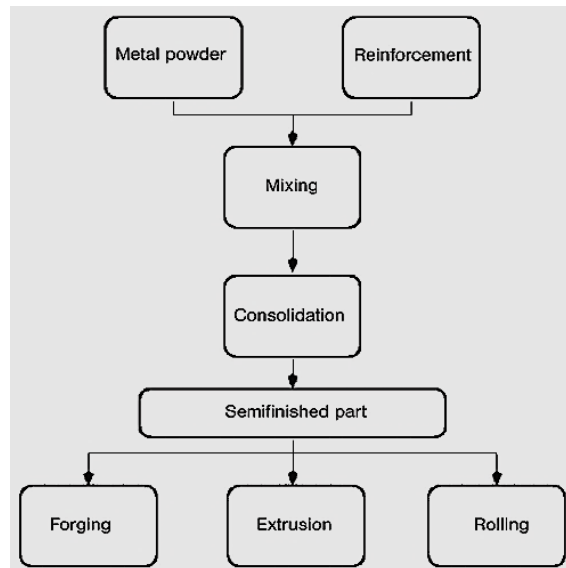 Metal powder
Reinforcement
Mixing
Consolidation
Semifinished part
Forging
Extrusion
Rolling